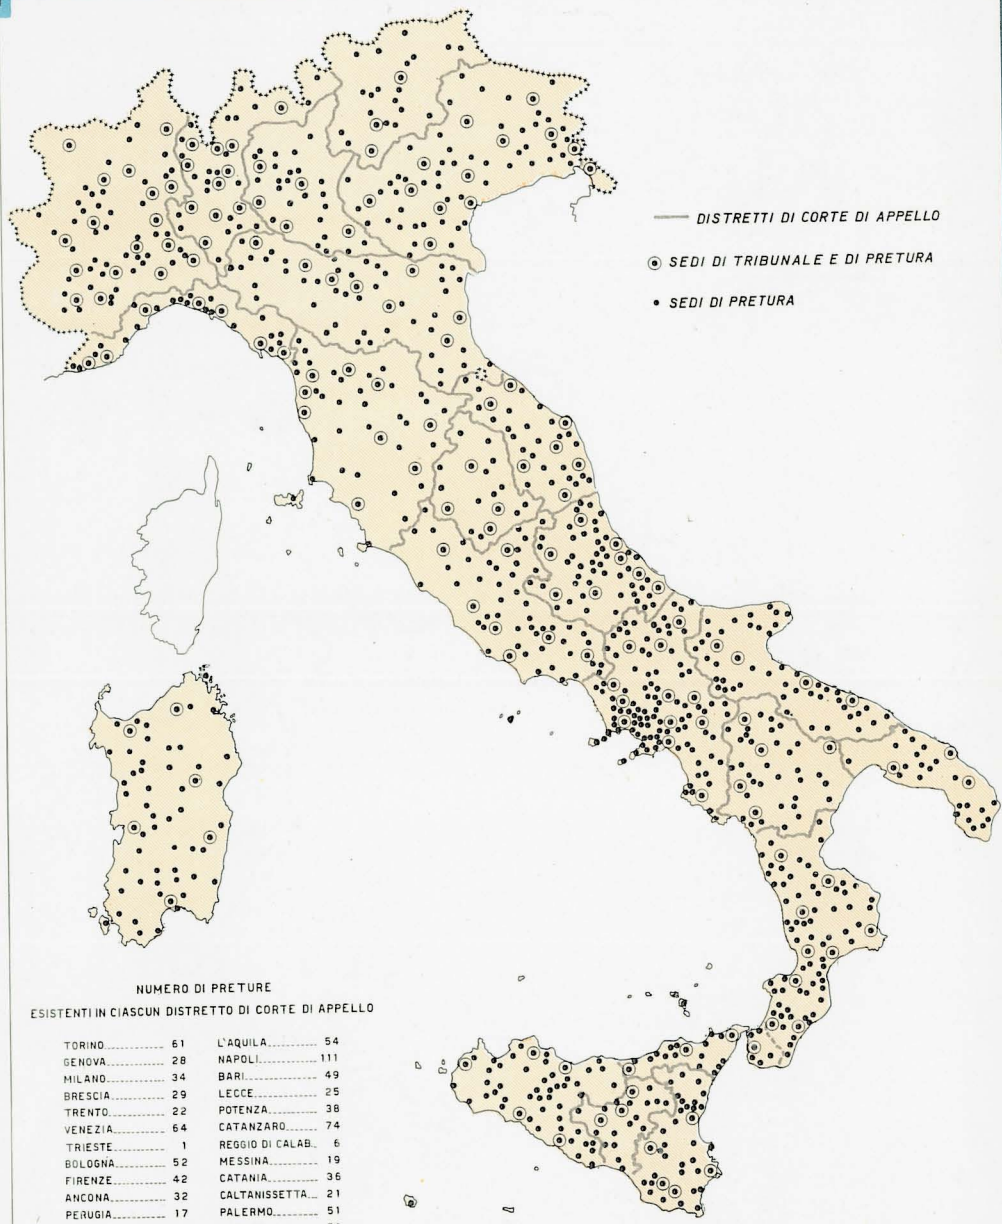 DISTRETTI DI CORTE DI APPELLO
SEDI DI TRIBUNALE E DI PRETURA
SEDI DI PRETURA
NUMERO DI PRETURE
ESISTENTI IN CIASCUN DISTRETTO DI CORTE DI APPELLO
TORINO 61
GENOVA 28
MILANO 34
BRESCIA 29
TRENTO 22
VENEZIA 64
TRIESTE 1
BOLOGNA 52
FIRENZE 42
ANCONA 32
PERUGIA 17
L'AQUILA 54
NAPOLI 111
BARI 49
LECCE 25
POTENZA 38
CATANZARO 74
REGGIO DI CALAB. 6
MESSINA 19
CATANIA 36
CALTANISSETTA 21
PALERMO 51